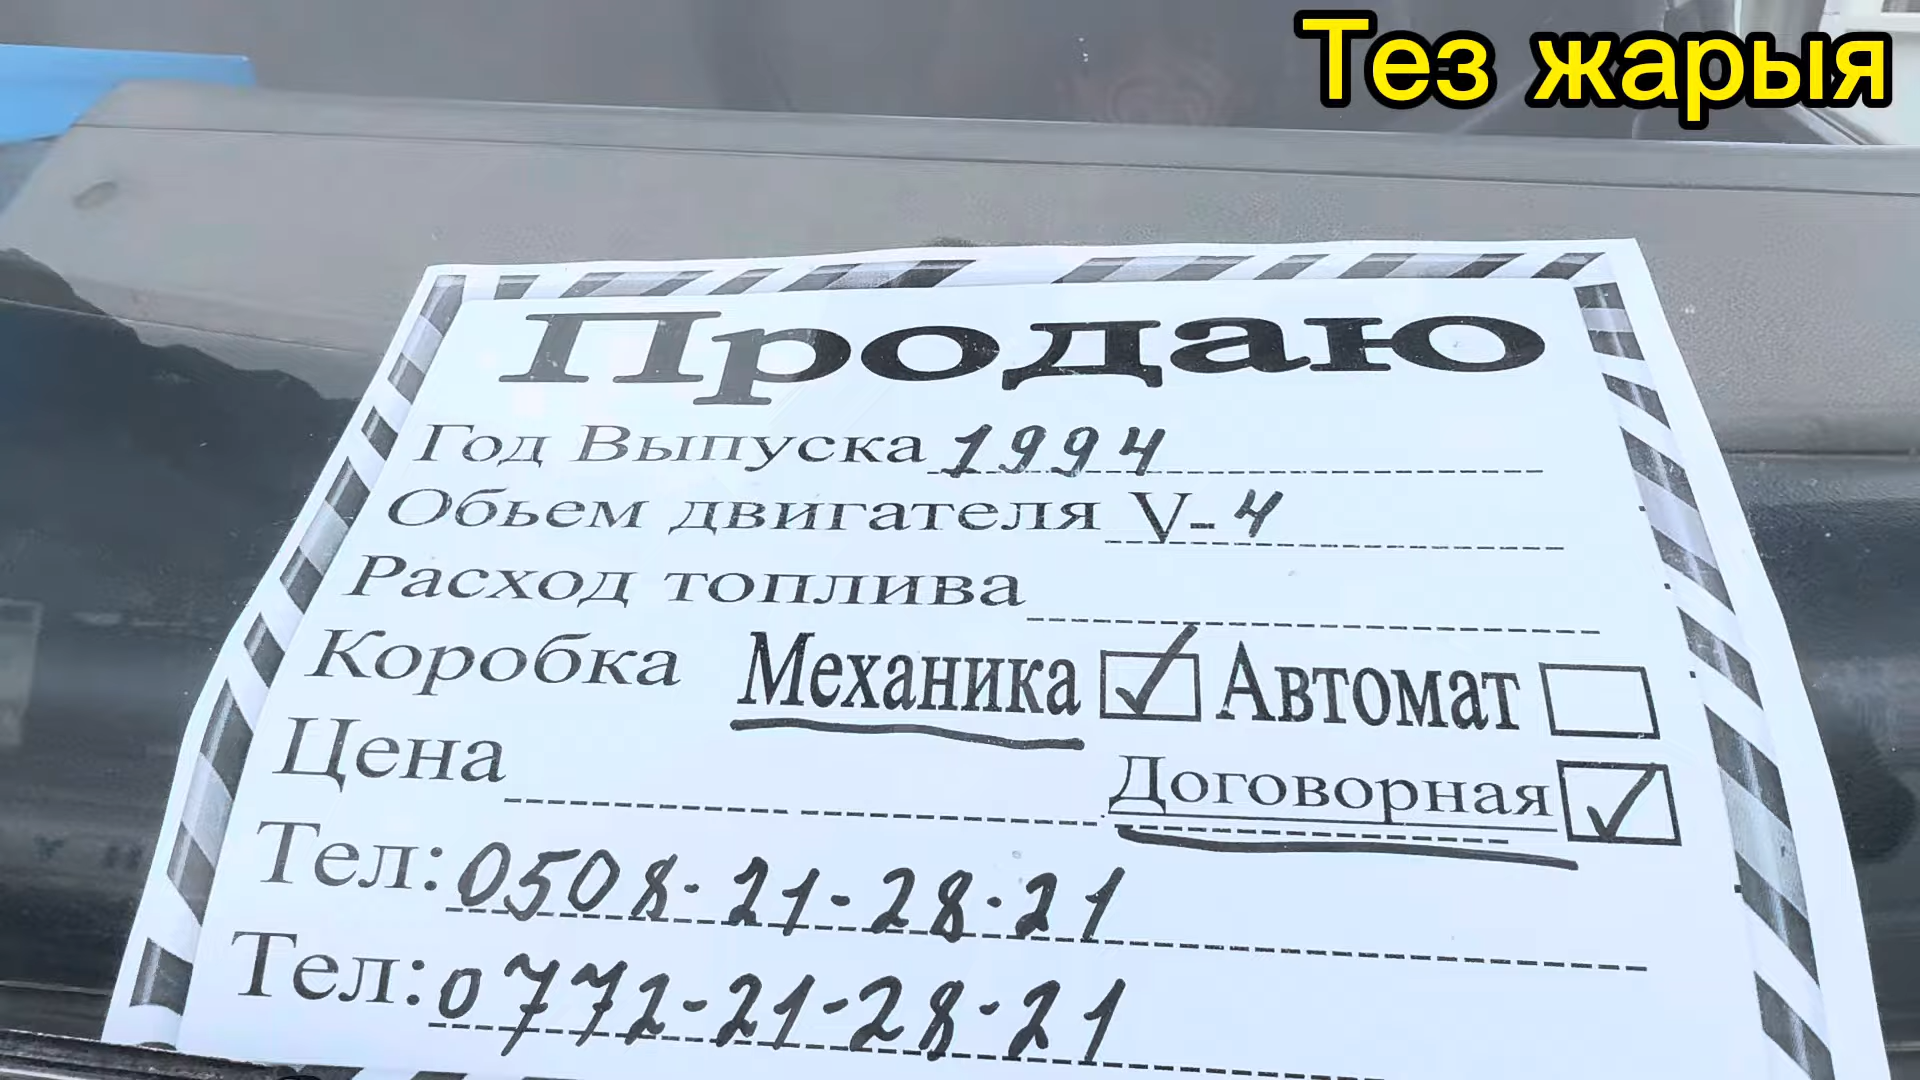 Тез жарыя
Продаю
Год Выпуска 1994
Обьем двигателя V-4
Расход топлива
Коробка Механика Автомат
Цена Договорная
Тел: 0508-21-28-21
Тел: 0772-21-28-21